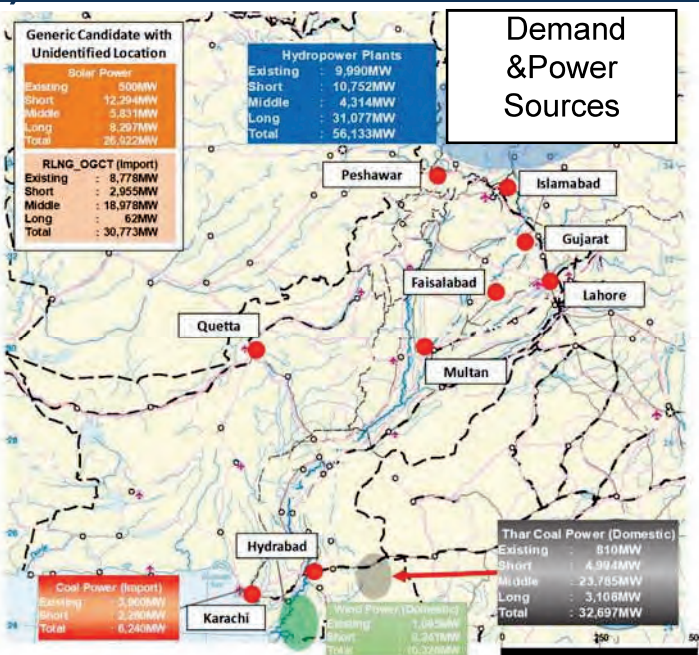 Demand
&Power
Sources
Generic Candidate with
Unidentified Location
Solar Power
Existing 500MW
Short : 12,294MW
Middle : 5,831MW
Long : 8,297MW
Total : 26,922MW
RLNG_OGCT (Import)
Existing : 8,778MW
Short : 2,955MW
Middle : 18,978MW
Long : 62MW
Total : 30,773MW
Hydropower Plants
Existing : 9,990MW
Short : 10,752MW
Middle : 4,314MW
Long : 31,077MW
Total : 56,133MW
Peshawar
Islamabad
Gujarat
Faisalabad
Lahore
Quetta
Multan
Hydrabad
Karachi
Thar Coal Power (Domestic)
Existing : 810MW
Short : 4,994MW
Middle : 23,785MW
Long : 3,108MW
Total : 32,697MW
Coal Power (Import)
Existing : 3,960MW
Short : 2,280MW
Total : 6,240MW
Wind Power (Domestic)
Existing
Short
Total
0 250 50